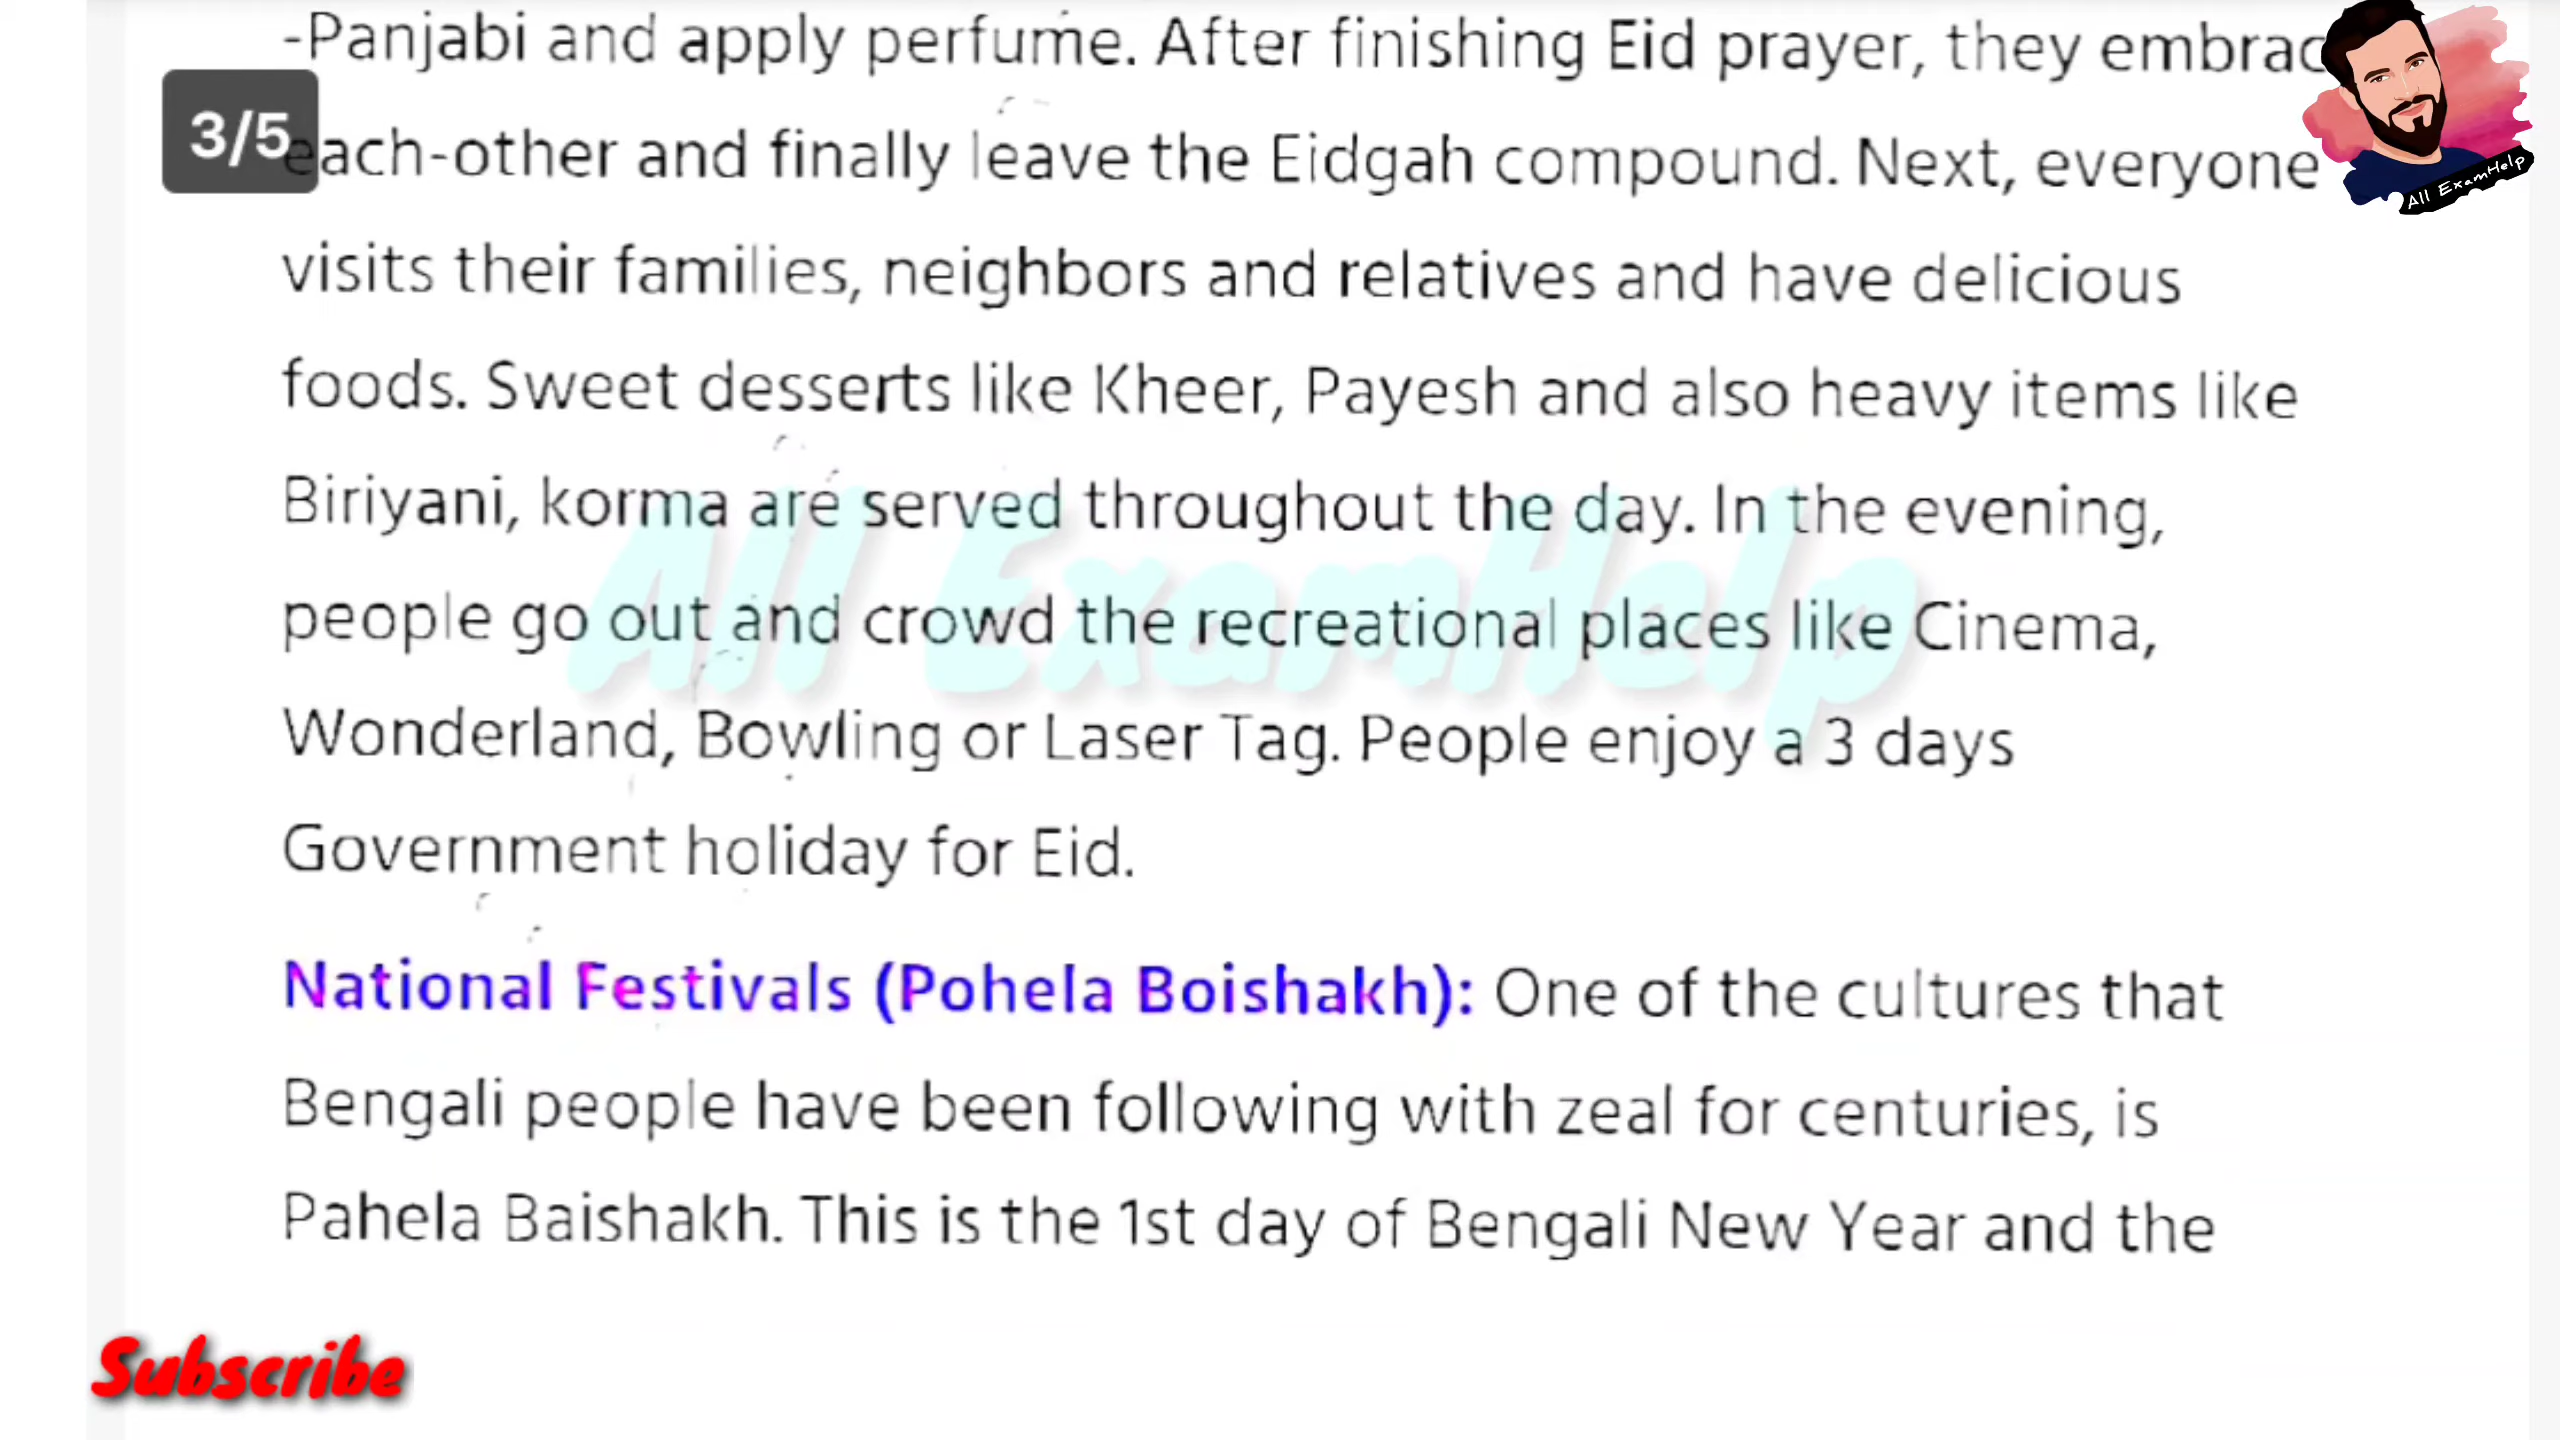 -Panjabi and apply perfume. After finishing Eid prayer, they embrac
3/5
each-other and finally leave the Eidgah compound. Next, everyone
All ExamHelp
visits their families, neighbors and relatives and have delicious
foods. Sweet desserts like Kheer, Payesh and also heavy items like
Biriyani, korma are served throughout the day. In the evening,
All ExamHelp
people go out and crowd the recreational places like Cinema,
Wonderland, Bowling or Laser Tag. People enjoy a 3 days
Government holiday for Eid.
National Festivals (Pohela Boishakh): One of the cultures that
Bengali people have been following with zeal for centuries, is
Pahela Baishakh. This is the 1st day of Bengali New Year and the
Subscribe